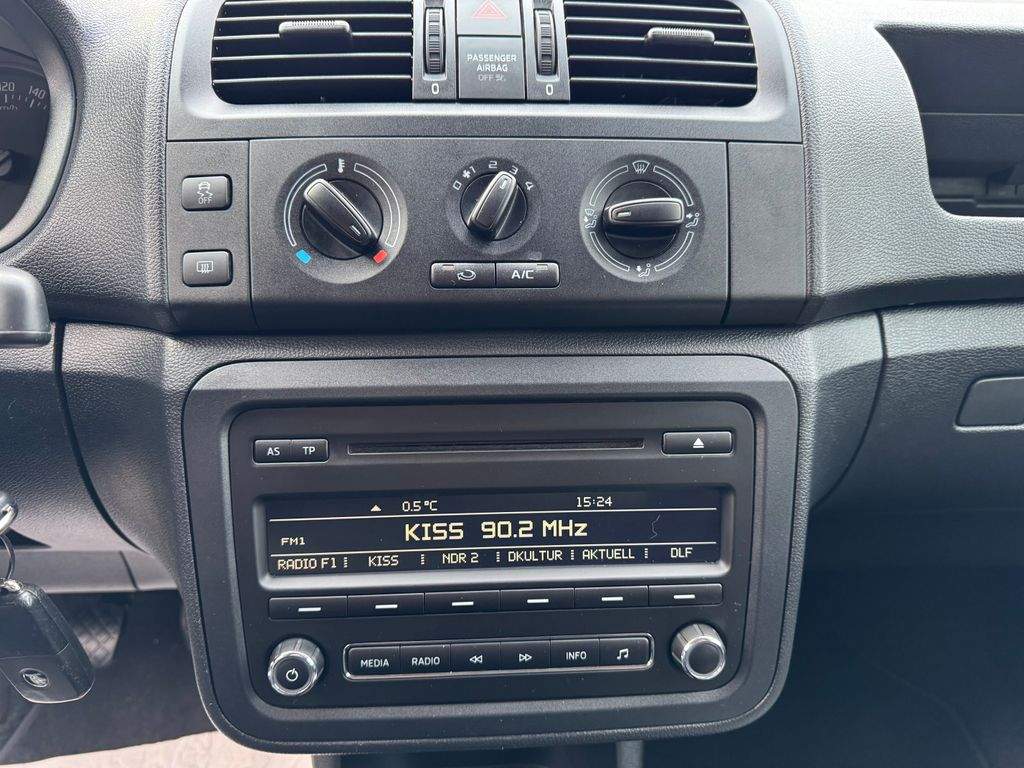 120 140
km/h
PASSENGER
AIRBAG
OFF
0 0
OFF
0 1 2 3 4
A/C
AS TP
0.5°C 15:24
KISS 90.2 MHz
FM1
RADIO F1 KISS NDR 2 DKULTUR AKTUELL DLF
MEDIA RADIO INFO